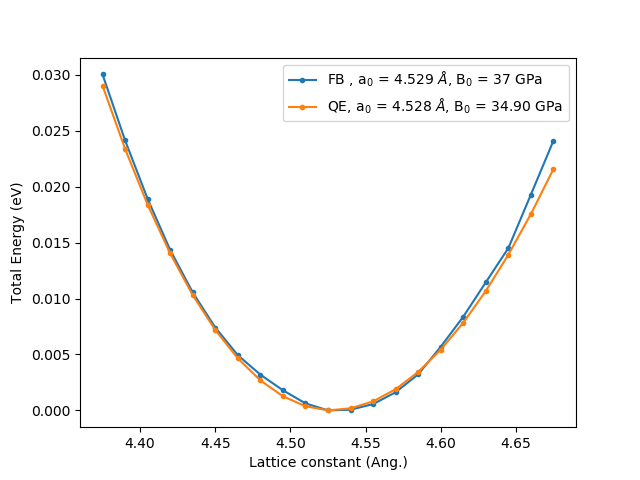 FB , a₀ = 4.529 Å, B₀ = 37 GPa
QE, a₀ = 4.528 Å, B₀ = 34.90 GPa
0.030
0.025
0.020
0.015
0.010
0.005
0.000
Total Energy (eV)
4.40 4.45 4.50 4.55 4.60 4.65
Lattice constant (Ang.)